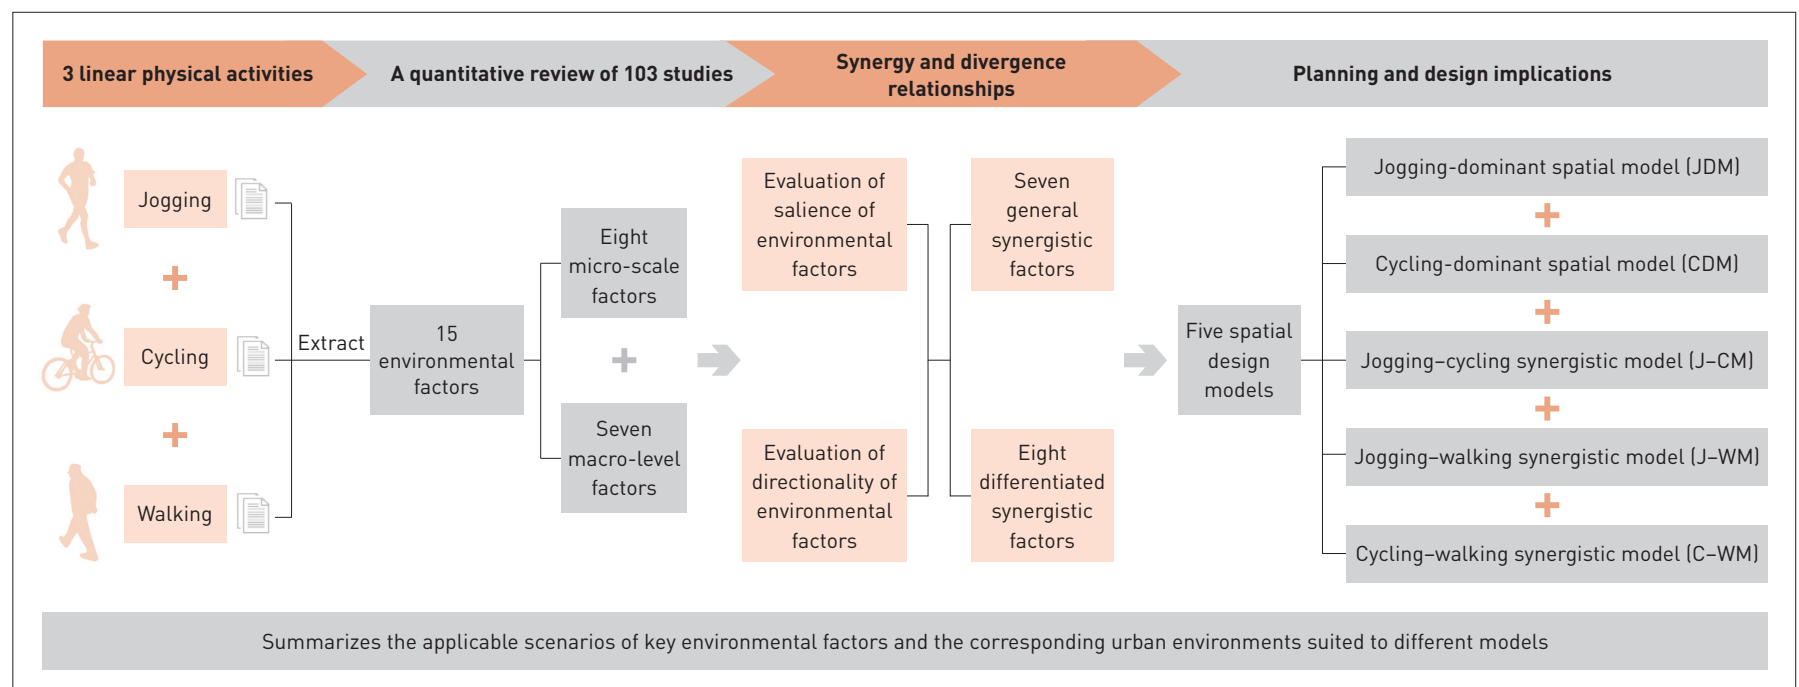 3 linear physical activities
A quantitative review of 103 studies
Synergy and divergence
relationships
Planning and design implications
Jogging
Cycling
Walking
Extract
15
environmental
factors
Eight
micro-scale
factors
Seven
macro-level
factors
Evaluation of
salience of
environmental
factors
Evaluation of
directionality of
environmental
factors
Seven
general
synergistic
factors
Eight
differentiated
synergistic
factors
Five spatial
design
models
Jogging-dominant spatial model (JDM)
Cycling-dominant spatial model (CDM)
Jogging–cycling synergistic model (J–CM)
Jogging–walking synergistic model (J–WM)
Cycling–walking synergistic model (C–WM)
Summarizes the applicable scenarios of key environmental factors and the corresponding urban environments suited to different models